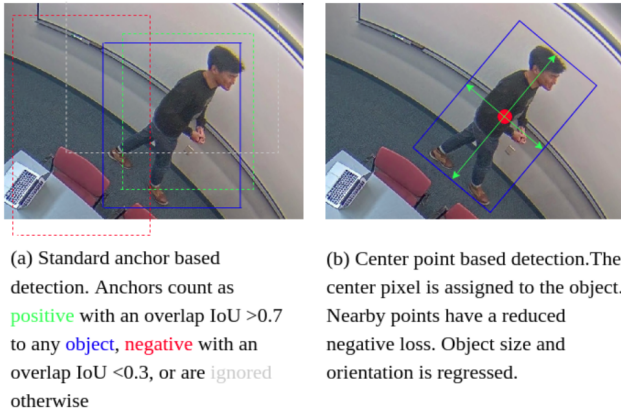 (a) Standard anchor based
detection. Anchors count as
positive with an overlap IoU >0.7
to any object, negative with an
overlap IoU <0.3, or are ignored
otherwise
(b) Center point based detection.The
center pixel is assigned to the object.
Nearby points have a reduced
negative loss. Object size and
orientation is regressed.